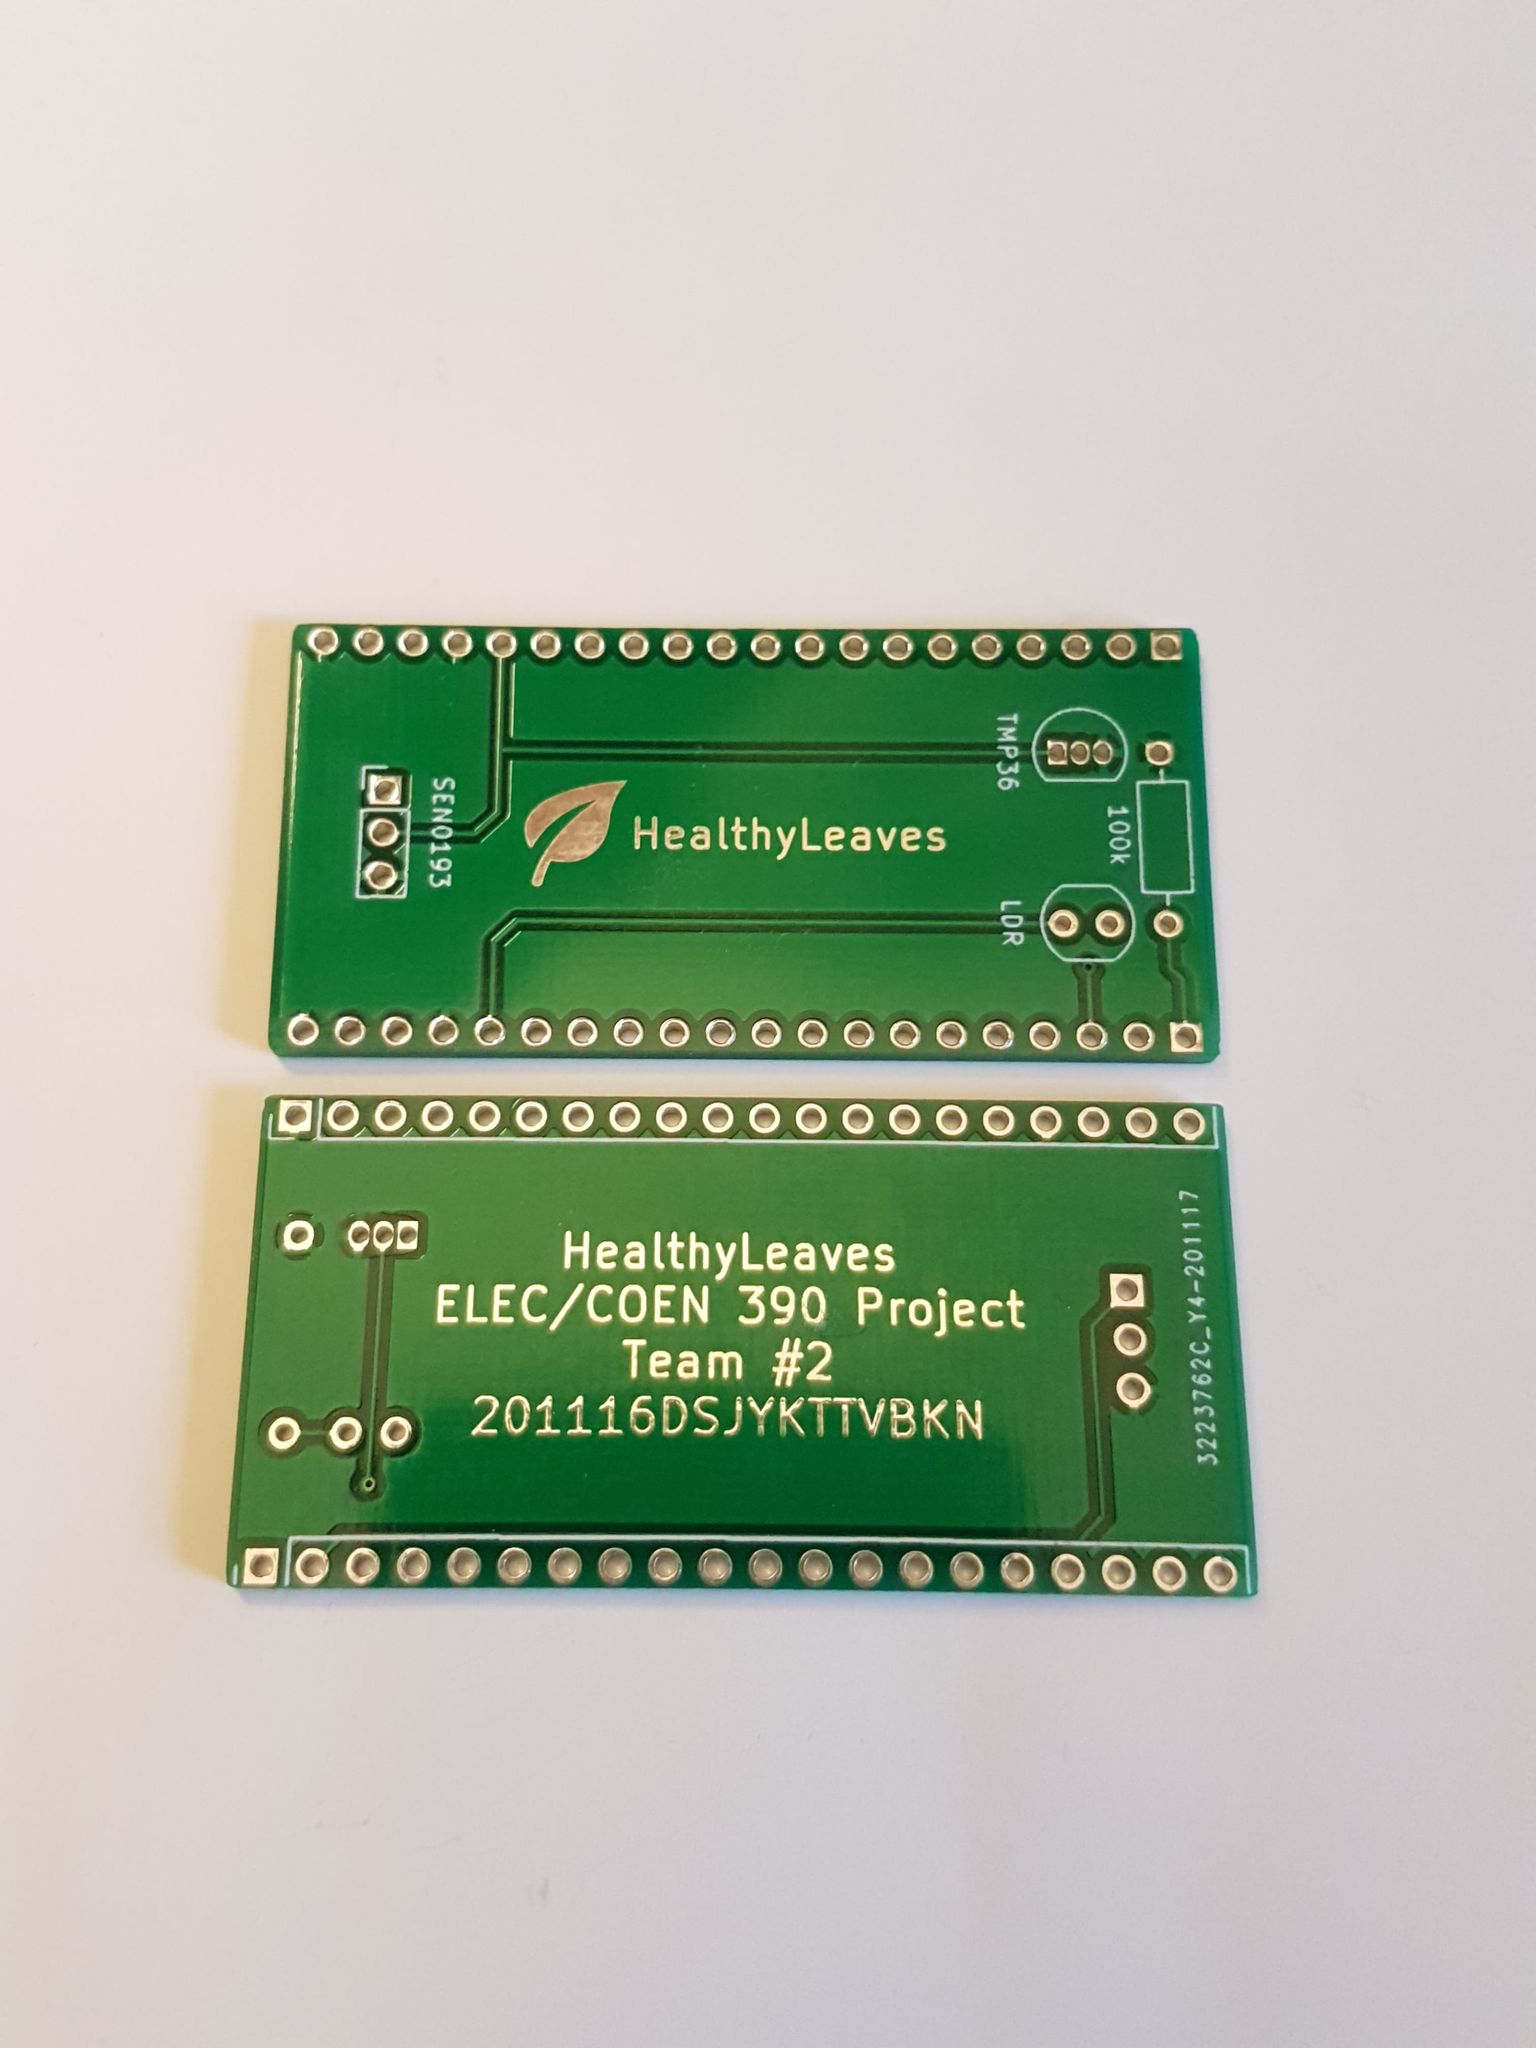 TMP36
SEN0193
100k
HealthyLeaves
LDR
HealthyLeaves
ELEC/COEN 390 Project
Team #2
201116DSJYKTTVBKN
3223762C_Y4-201117